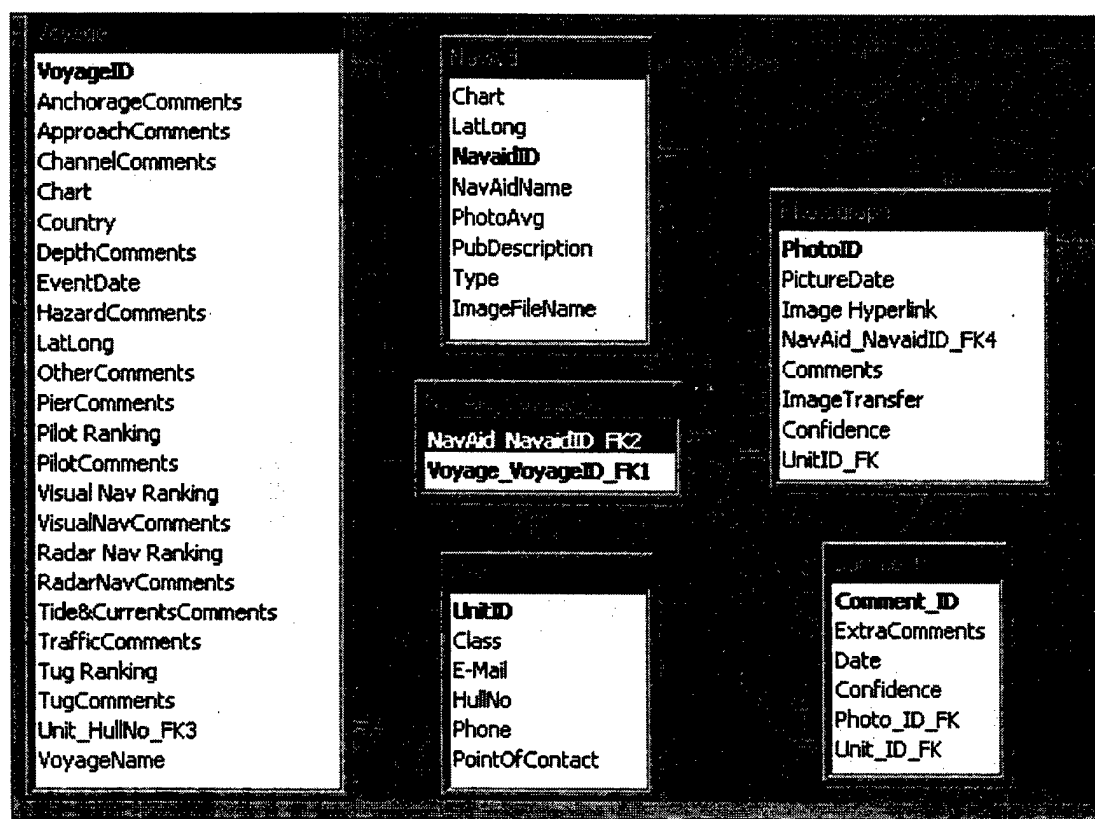 Voyage
VoyageID
AnchorageComments
ApproachComments
ChannelComments
Chart
Country
DepthComments
EventDate
HazardComments
LatLong
OtherComments
PierComments
Pilot Ranking
PilotComments
Visual Nav Ranking
VisualNavComments
Radar Nav Ranking
RadarNavComments
Tide&CurrentsComments
TrafficComments
Tug Ranking
TugComments
Unit_HullNo_FK3
VoyageName
Navaid
Chart
LatLong
NavaidID
NavAidName
PhotoAvg
PubDescription
Type
ImageFileName
NavAid_NavaidID_FK2
Voyage_VoyageID_FK1
UnitID
Class
E-Mail
HullNo
Phone
PointOfContact
Photograph
PhotoID
PictureDate
Image Hyperlink
NavAid_NavaidID_FK4
Comments
ImageTransfer
Confidence
UnitID_FK
Comment_ID
ExtraComments
Date
Confidence
Photo_ID_FK
Unit_ID_FK